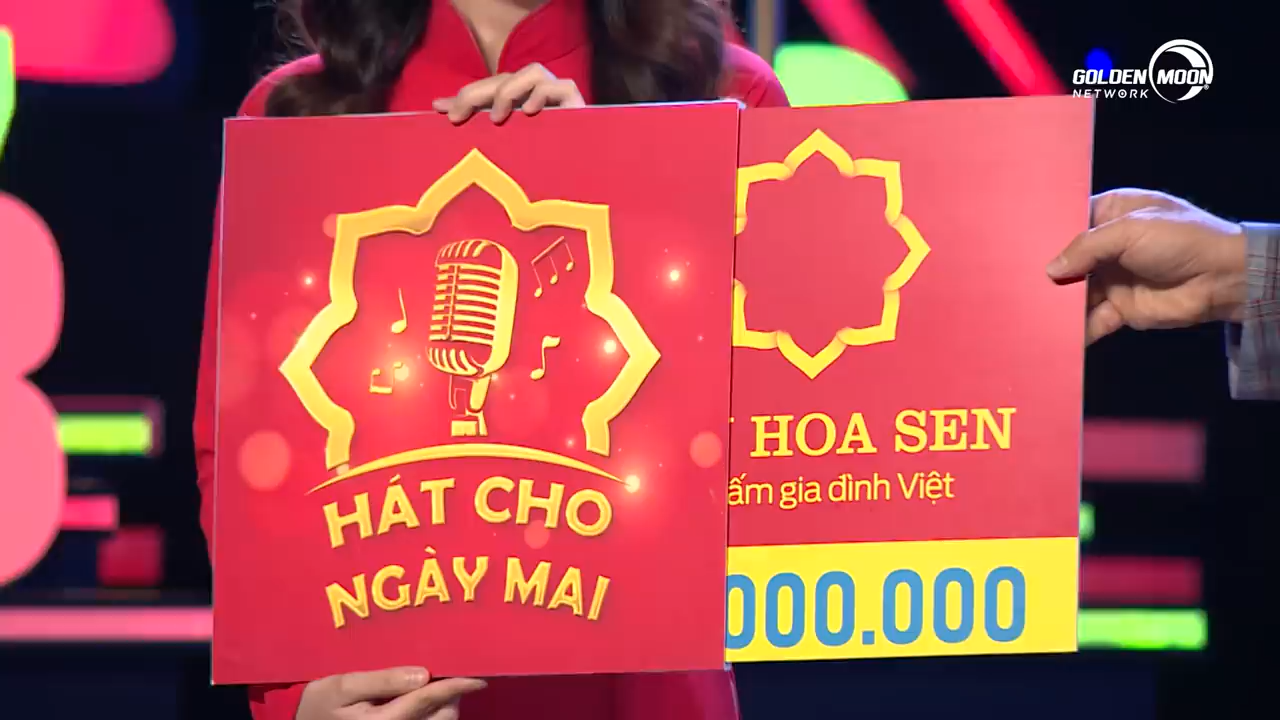 GOLDEN MOON
NETWORK
HÁT CHO
NGÀY MAI
HOA SEN
ấm gia đình Việt
000.000